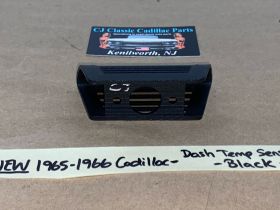 CJ Classic Cadillac Parts
Kenilworth, NJ
CJ
NEW 1965-1966 Cadillac- Dash Temp Sen
- Black